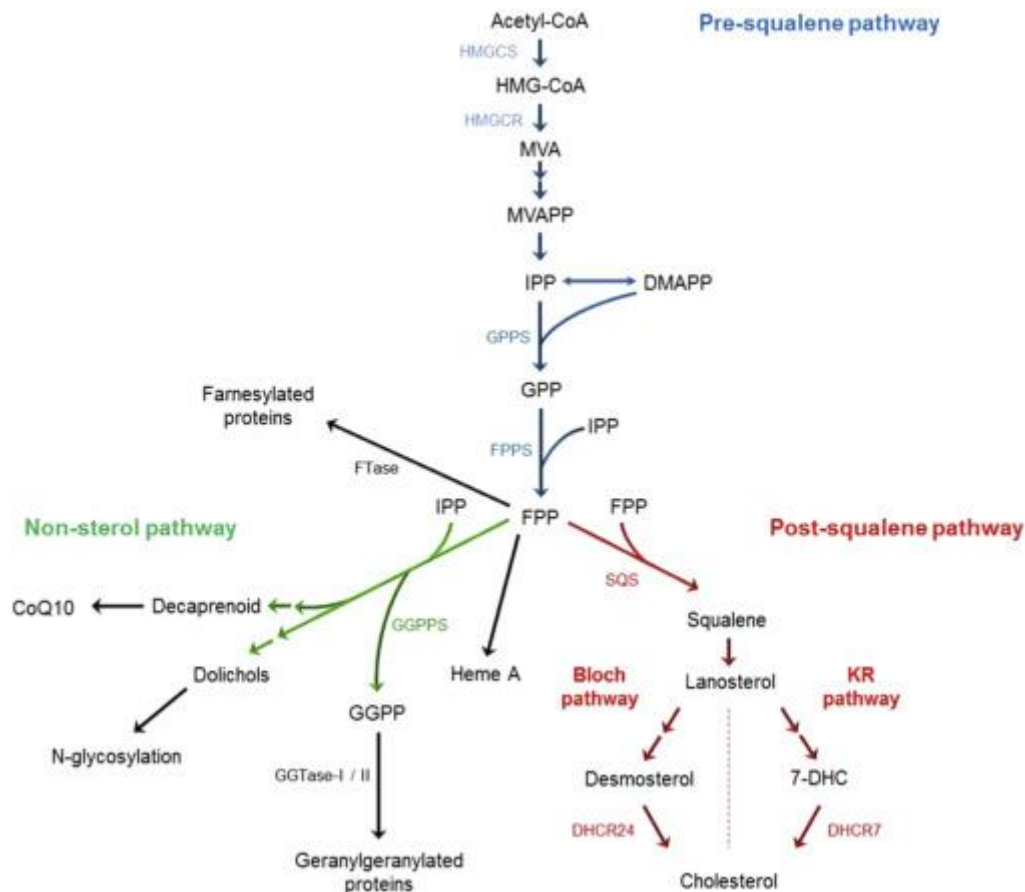 Acetyl-CoA
Pre-squalene pathway
HMGCS
HMG-CoA
HMGCR
MVA
MVAPP
IPP
DMAPP
GPPS
GPP
Farnesylated
proteins
IPP
FPPS
FTase
IPP
FPP
FPP
Non-sterol pathway
Post-squalene pathway
SQS
CoQ10
Decaprenoid
GGPPS
Squalene
Dolichols
Heme A
Bloch
pathway
Lanosterol
KR
pathway
GGPP
N-glycosylation
GGTase-I / II
Desmosterol
7-DHC
DHCR24
DHCR7
Geranylgeranylated
proteins
Cholesterol